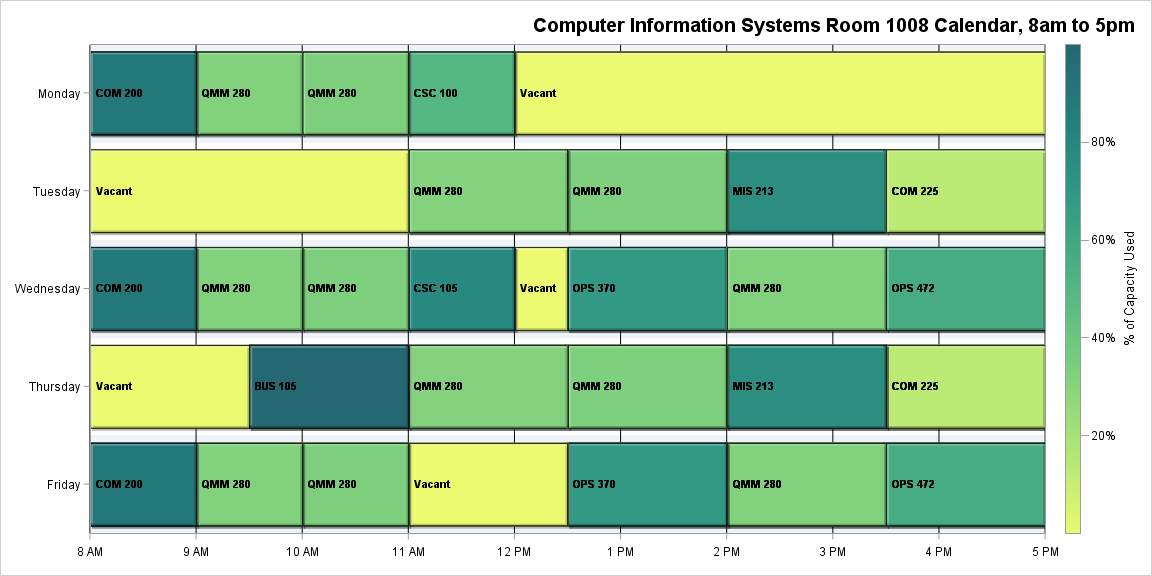 Computer Information Systems Room 1008 Calendar, 8am to 5pm
Monday COM 200 QMM 280 QMM 280 CSC 100 Vacant
Tuesday Vacant QMM 280 QMM 280 MIS 213 COM 225
Wednesday COM 200 QMM 280 QMM 280 CSC 105 Vacant OPS 370 QMM 280 OPS 472
Thursday Vacant BUS 105 QMM 280 QMM 280 MIS 213 COM 225
Friday COM 200 QMM 280 QMM 280 Vacant OPS 370 QMM 280 OPS 472
8 AM 9 AM 10 AM 11 AM 12 PM 1 PM 2 PM 3 PM 4 PM 5 PM
80%
60%
40%
20%
% of Capacity Used